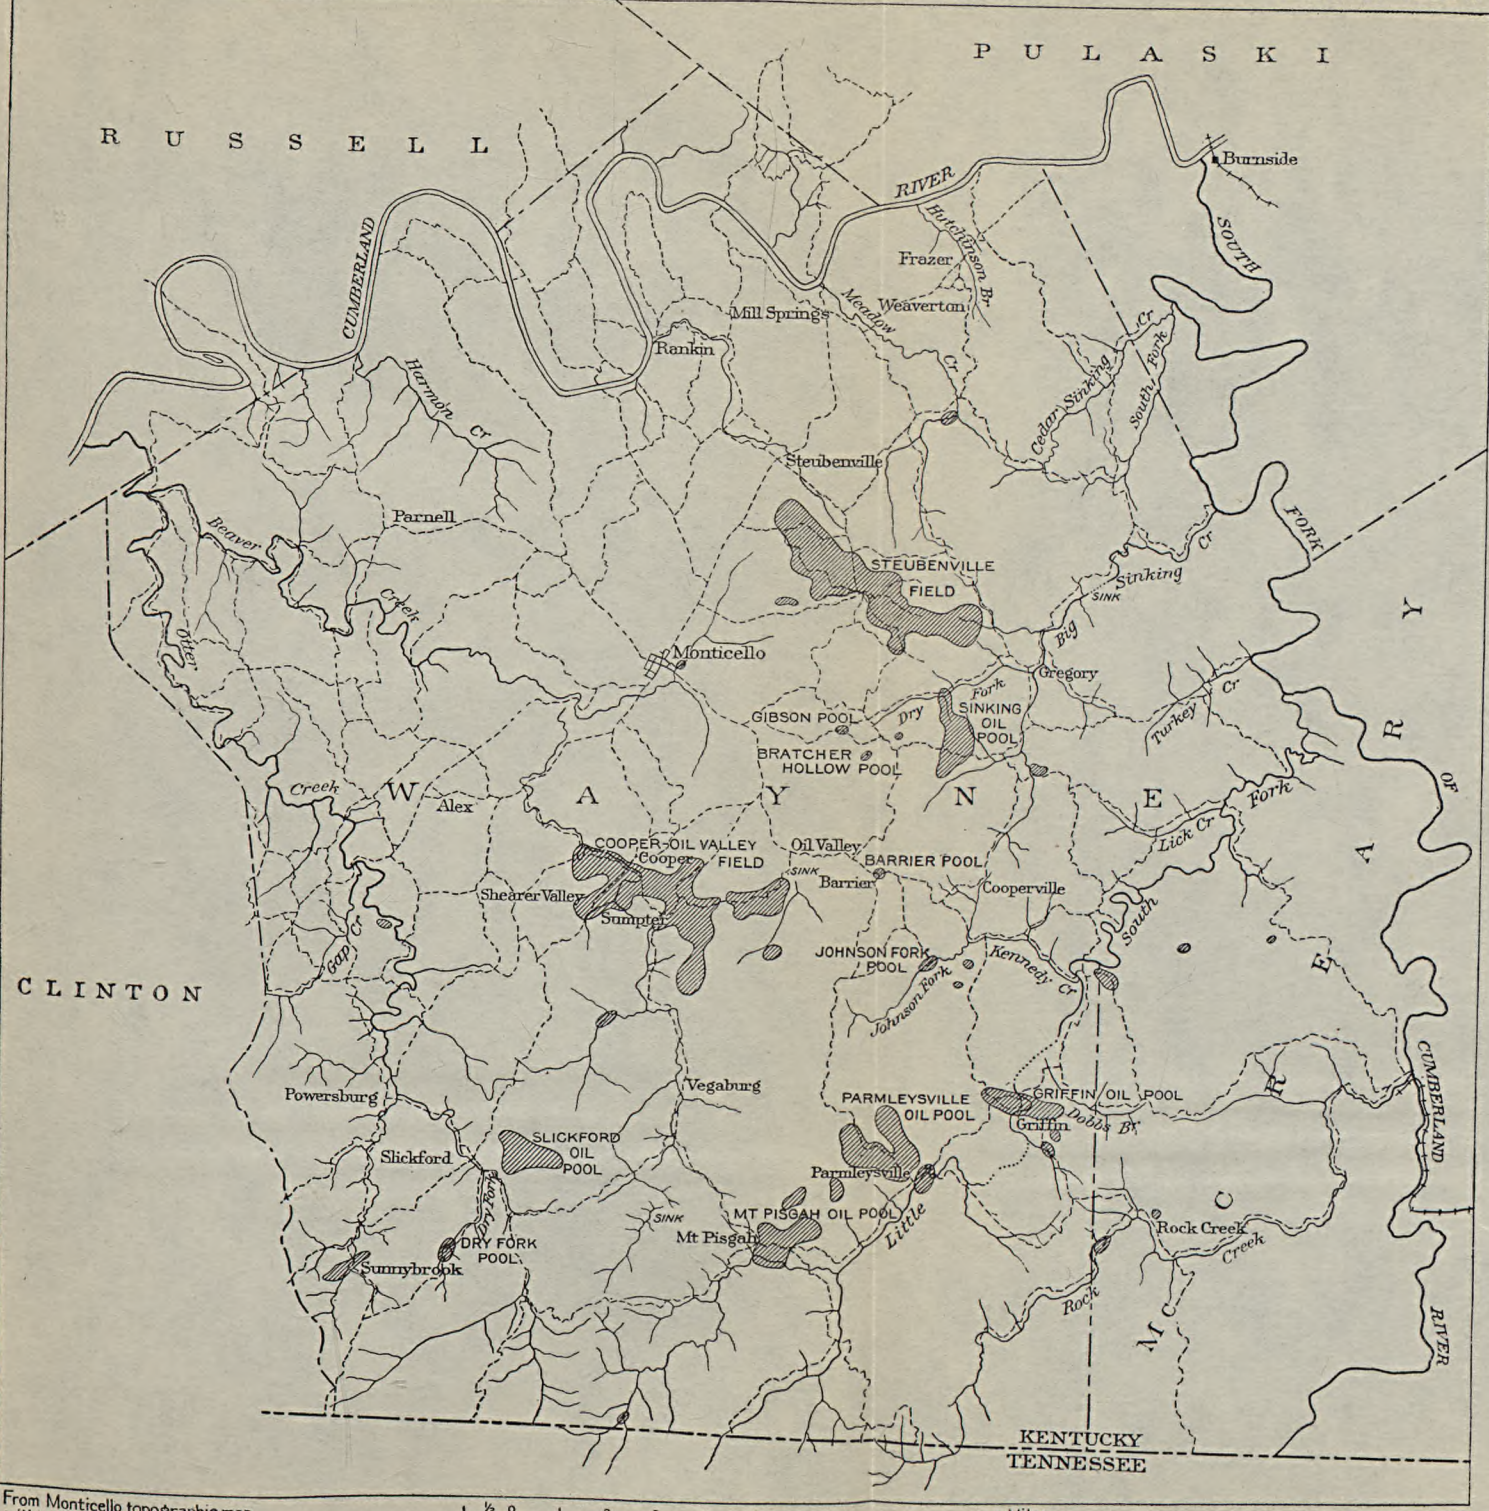 PULASKI
RUSSELL
Burnside
RIVER
CUMBERLAND
SOUTH
Hutchinson Br
Frazer
Weaverton
Mill Springs
Meadow
Cr
Rankin
Harmon
Cr
Cedar Sinking
Cr
South Fork
Steubenville
Parnell
FORK
Beaver
Creek
Otter
STEUBENVILLE
FIELD
Sinking
Cr
SINK
Big
Monticello
Gregory
Dry
Fork
SINKING
OIL
POOL
GIBSON POOL
BRATCHER
HOLLOW POOL
Turkey
Cr
OF
Creek
WAYNE
Alex
Fork
Lick Cr
COOPER-OIL VALLEY
FIELD
Cooper
Oil Valley
SINK
Barrier
BARRIER POOL
Cooperville
Shearer Valley
Sumpter
South
Gap Cr
JOHNSON FORK
POOL
Johnson Fork
Kennedy
Cr
CLINTON
MC CREARY
CUMBERLAND
Powersburg
Vegaburg
PARMLEYSVILLE
OIL POOL
GRIFFIN OIL POOL
Griffin
Dobbs Br
Slickford
SLICKFORD
OIL
POOL
Parmleysville
Dry Fork
SINK
MT PISGAH OIL POOL
Mt Pisgah
Little
Rock Creek
Creek
DRY FORK
POOL
Sunnybrook
Rock
RIVER
KENTUCKY
TENNESSEE
From Monticello topographic